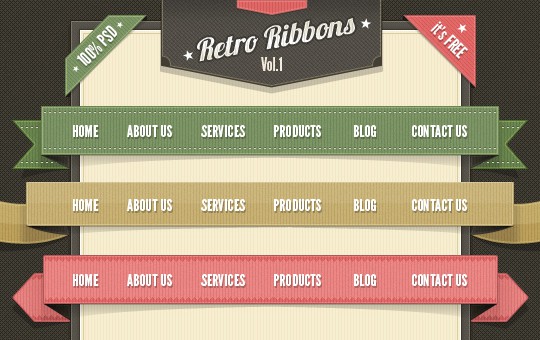 100% PSD
Retro Ribbons
Vol.1
it's FREE
HOME ABOUT US SERVICES PRODUCTS BLOG CONTACT US
HOME ABOUT US SERVICES PRODUCTS BLOG CONTACT US
HOME ABOUT US SERVICES PRODUCTS BLOG CONTACT US